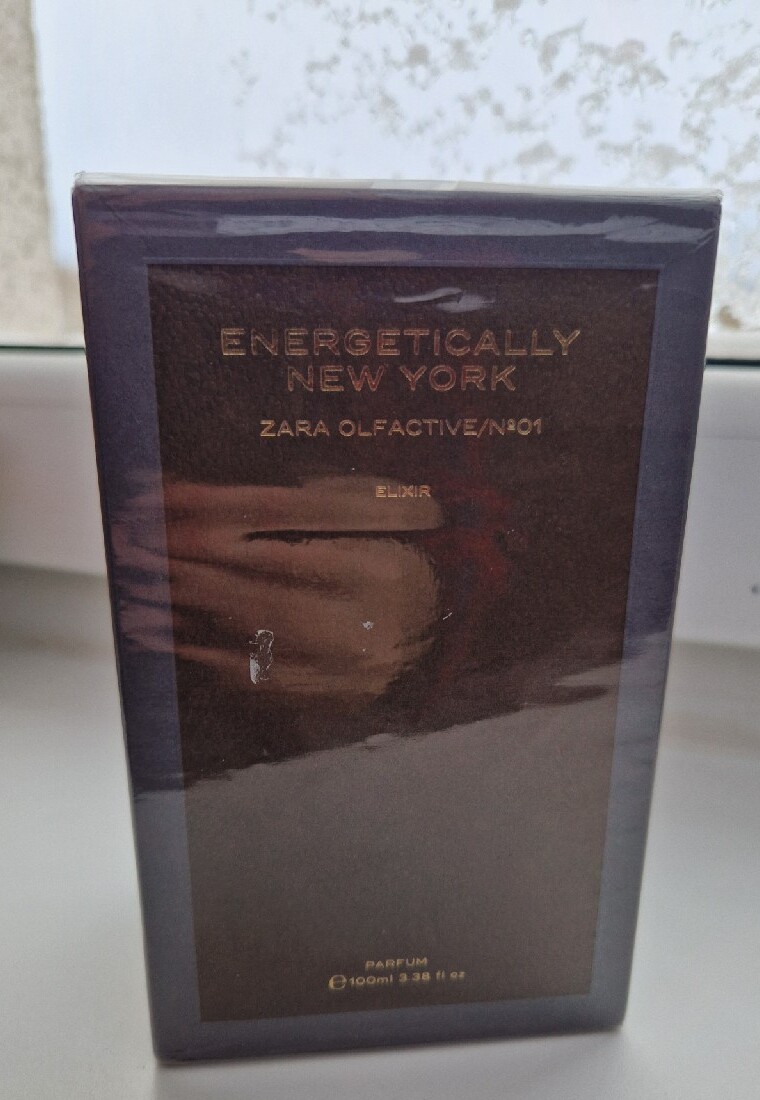 ENERGETICALLY
NEW YORK
ZARA OLFACTIVE/Nº01
ELIXIR
PARFUM
℮100ml 3.38 fl oz